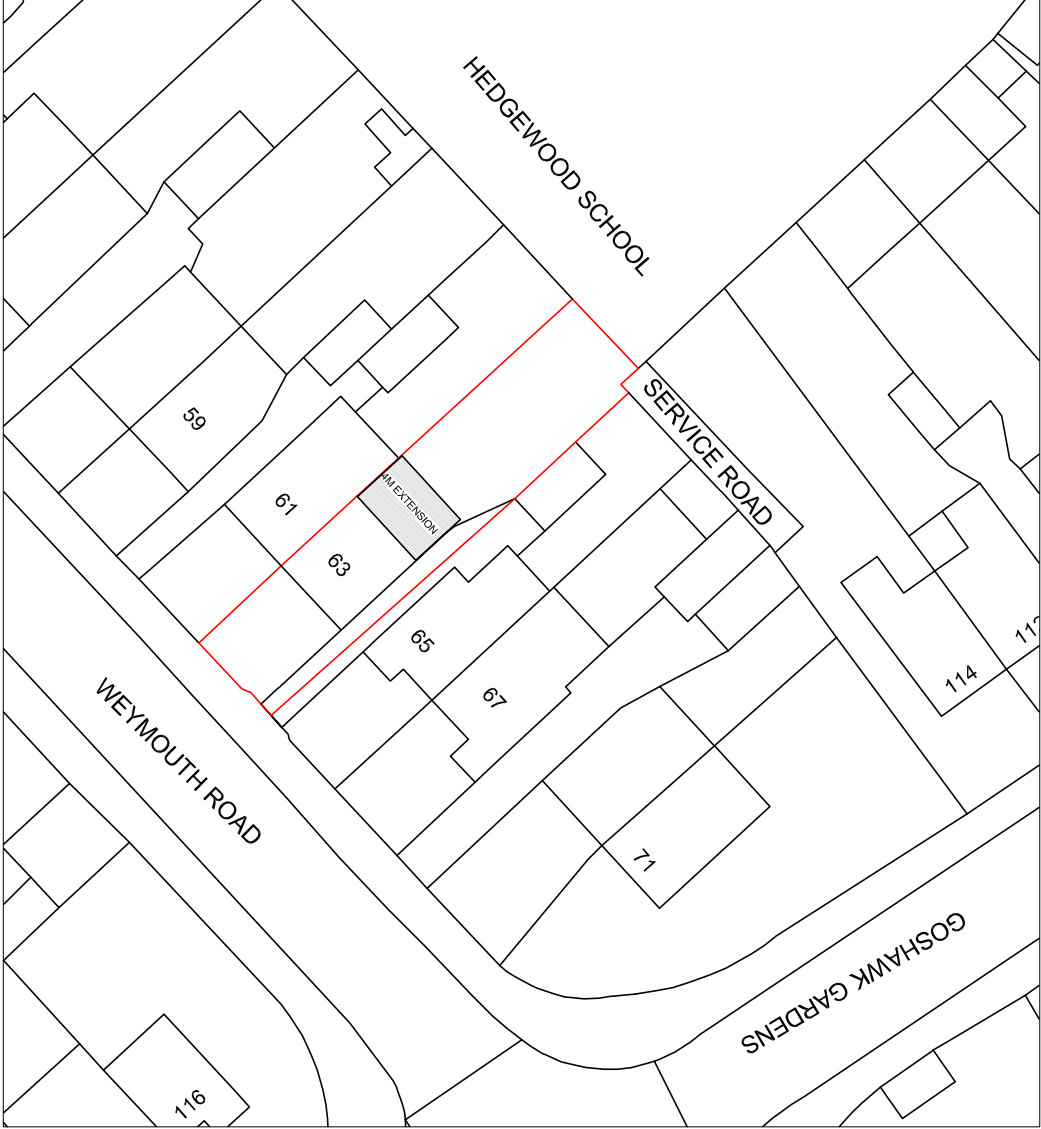 HEDGEWOOD SCHOOL
SERVICE ROAD
59
61
4M EXTENSION
63
65
67
112
114
WEYMOUTH ROAD
71
GOSHAWK GARDENS
116